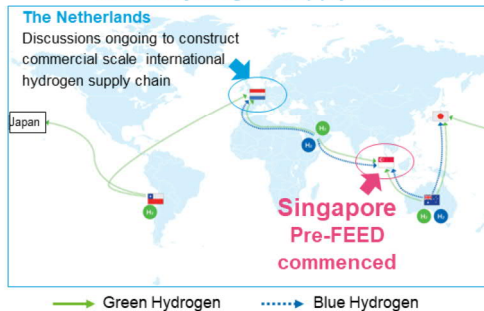 The Netherlands
Discussions ongoing to construct
commercial scale international
hydrogen supply chain
Japan
H₂
H₂
H₂
H₂ H₂
Singapore
Pre-FEED
commenced
Green Hydrogen Blue Hydrogen